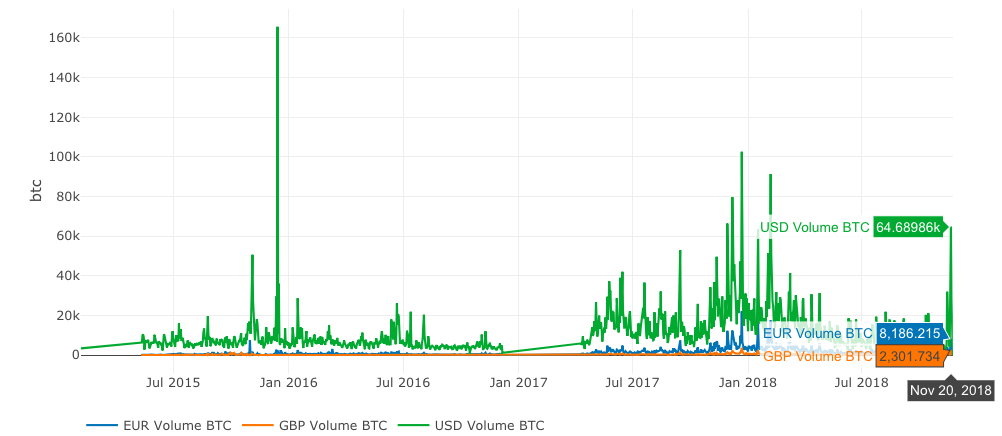 160k
140k
120k
100k
80k
60k
40k
20k
0
btc
USD Volume BTC 64.68986k
EUR Volume BTC 8,186.215
GBP Volume BTC 2,301.734
Jul 2015 Jan 2016 Jul 2016 Jan 2017 Jul 2017 Jan 2018 Jul 2018
Nov 20, 2018
EUR Volume BTC GBP Volume BTC USD Volume BTC